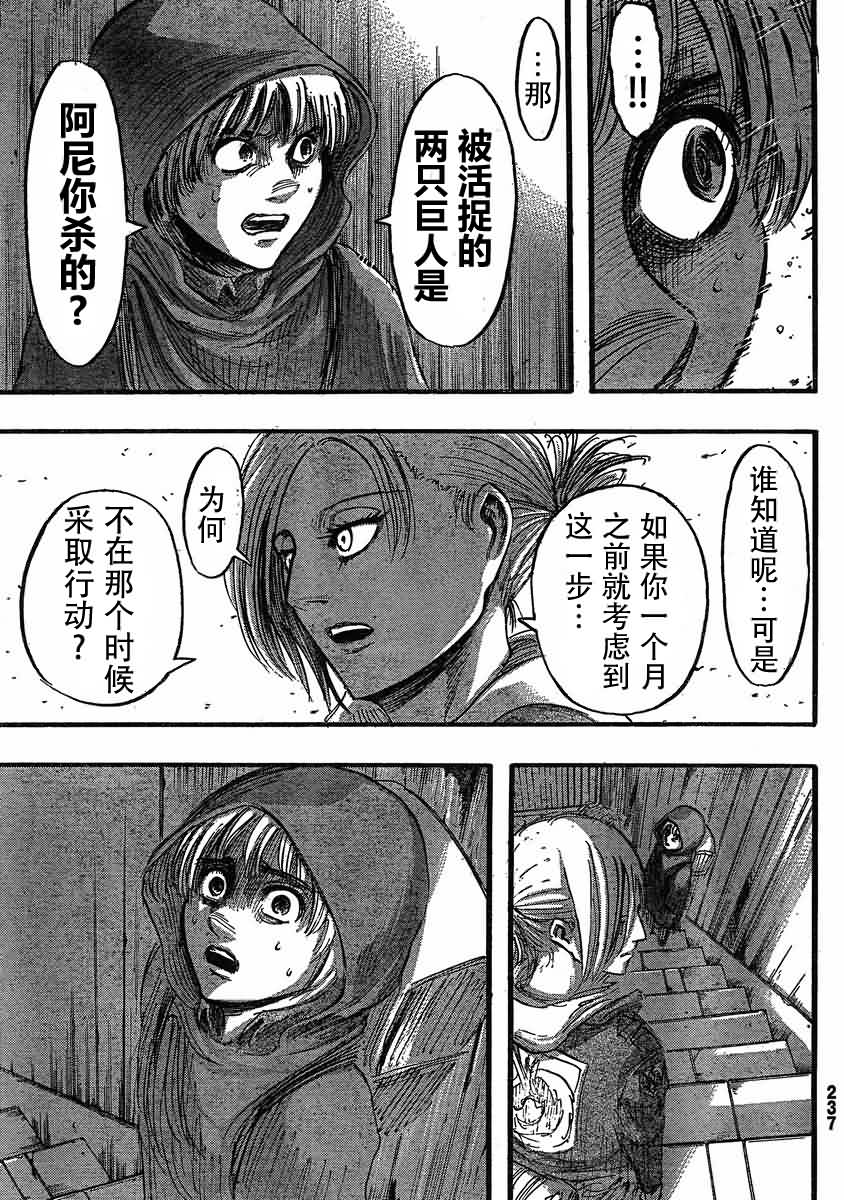 …!!
…那
被活捉的
两只巨人是
阿尼你杀的？
谁知道呢…可是
如果你一个月
之前就考虑到
这一步…
为何
不在那个时候
采取行动？
237